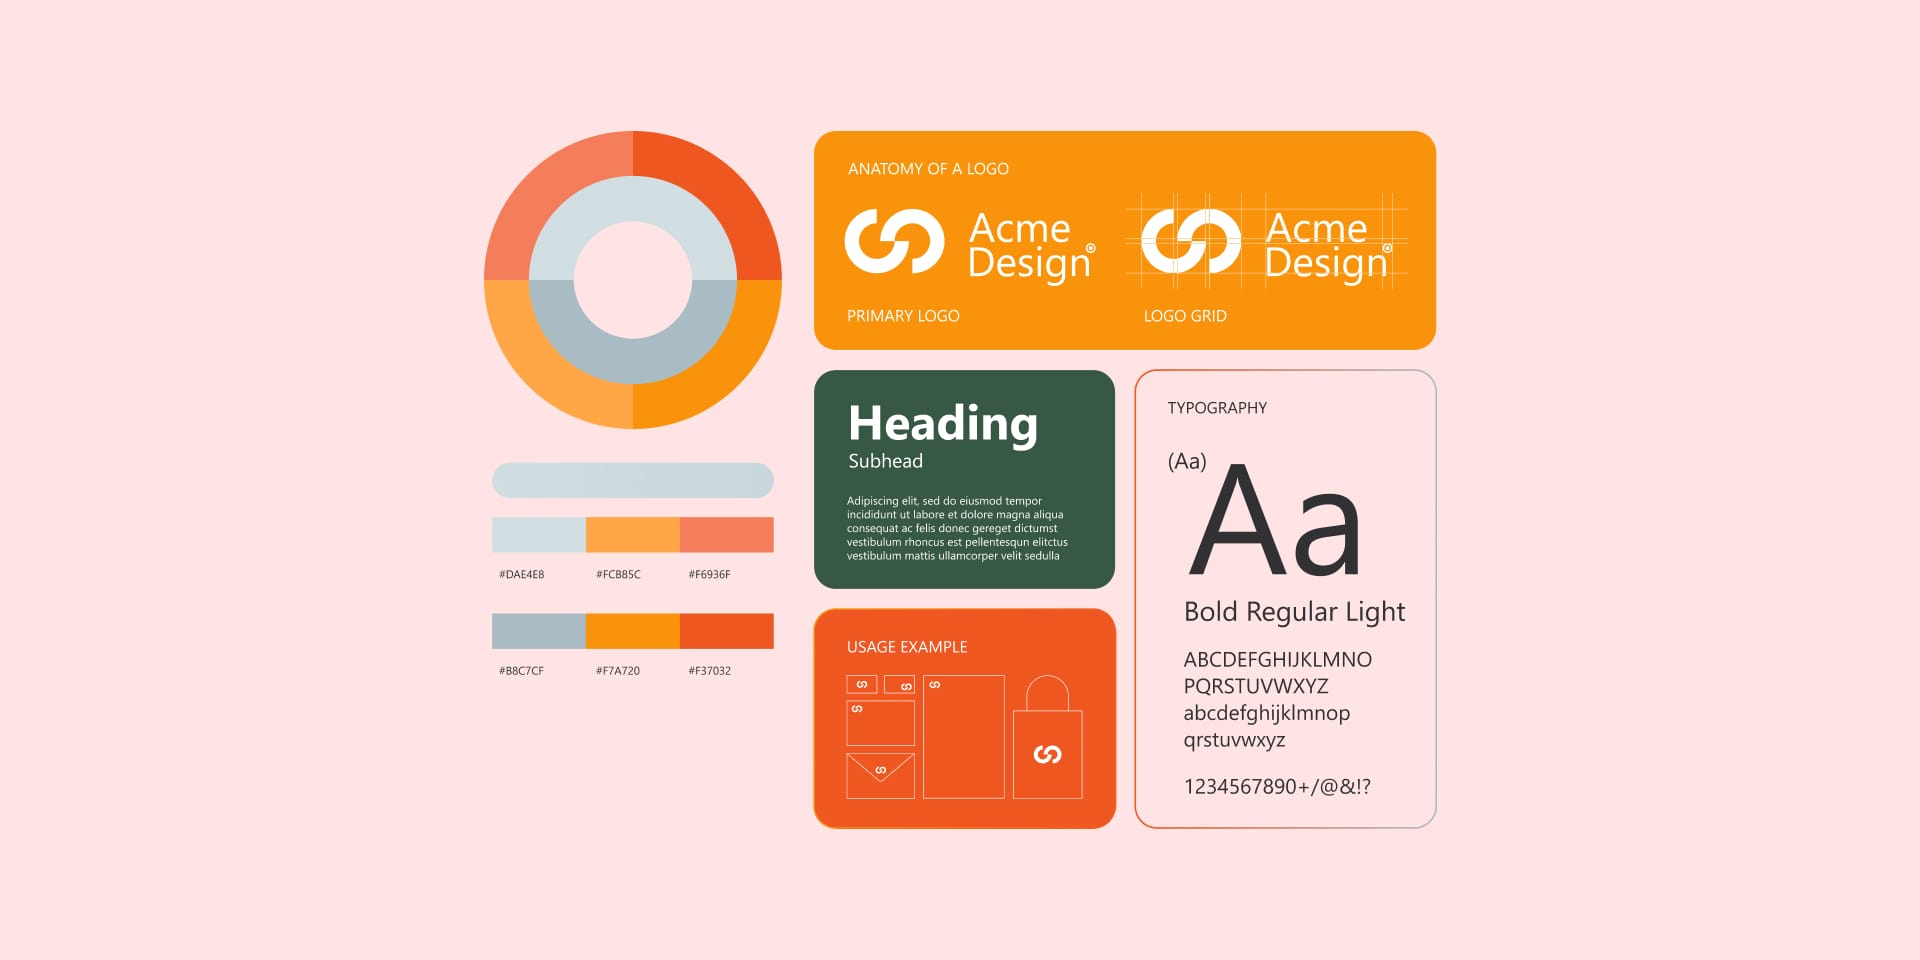 ANATOMY OF A LOGO
Acme
Design
Acme
Design
PRIMARY LOGO
LOGO GRID
Heading
Subhead
Adipiscing elit, sed do eiusmod tempor
incididunt ut labore et dolore magna aliqua
consequat ac felis donec gereget dictumst
vestibulum rhoncus est pellentesqun elitctus
vestibulum mattis ullamcorper velit sedulla
TYPOGRAPHY
(Aa)
Aa
Bold Regular Light
ABCDEFGHIJKLMNO
PQRSTUVWXYZ
abcdefghijklmnop
qrstuvwxyz
1234567890+/@&!?
#DAE4E8 #FCB85C #F6936F
#B8C7CF #F7A720 #F37032
USAGE EXAMPLE